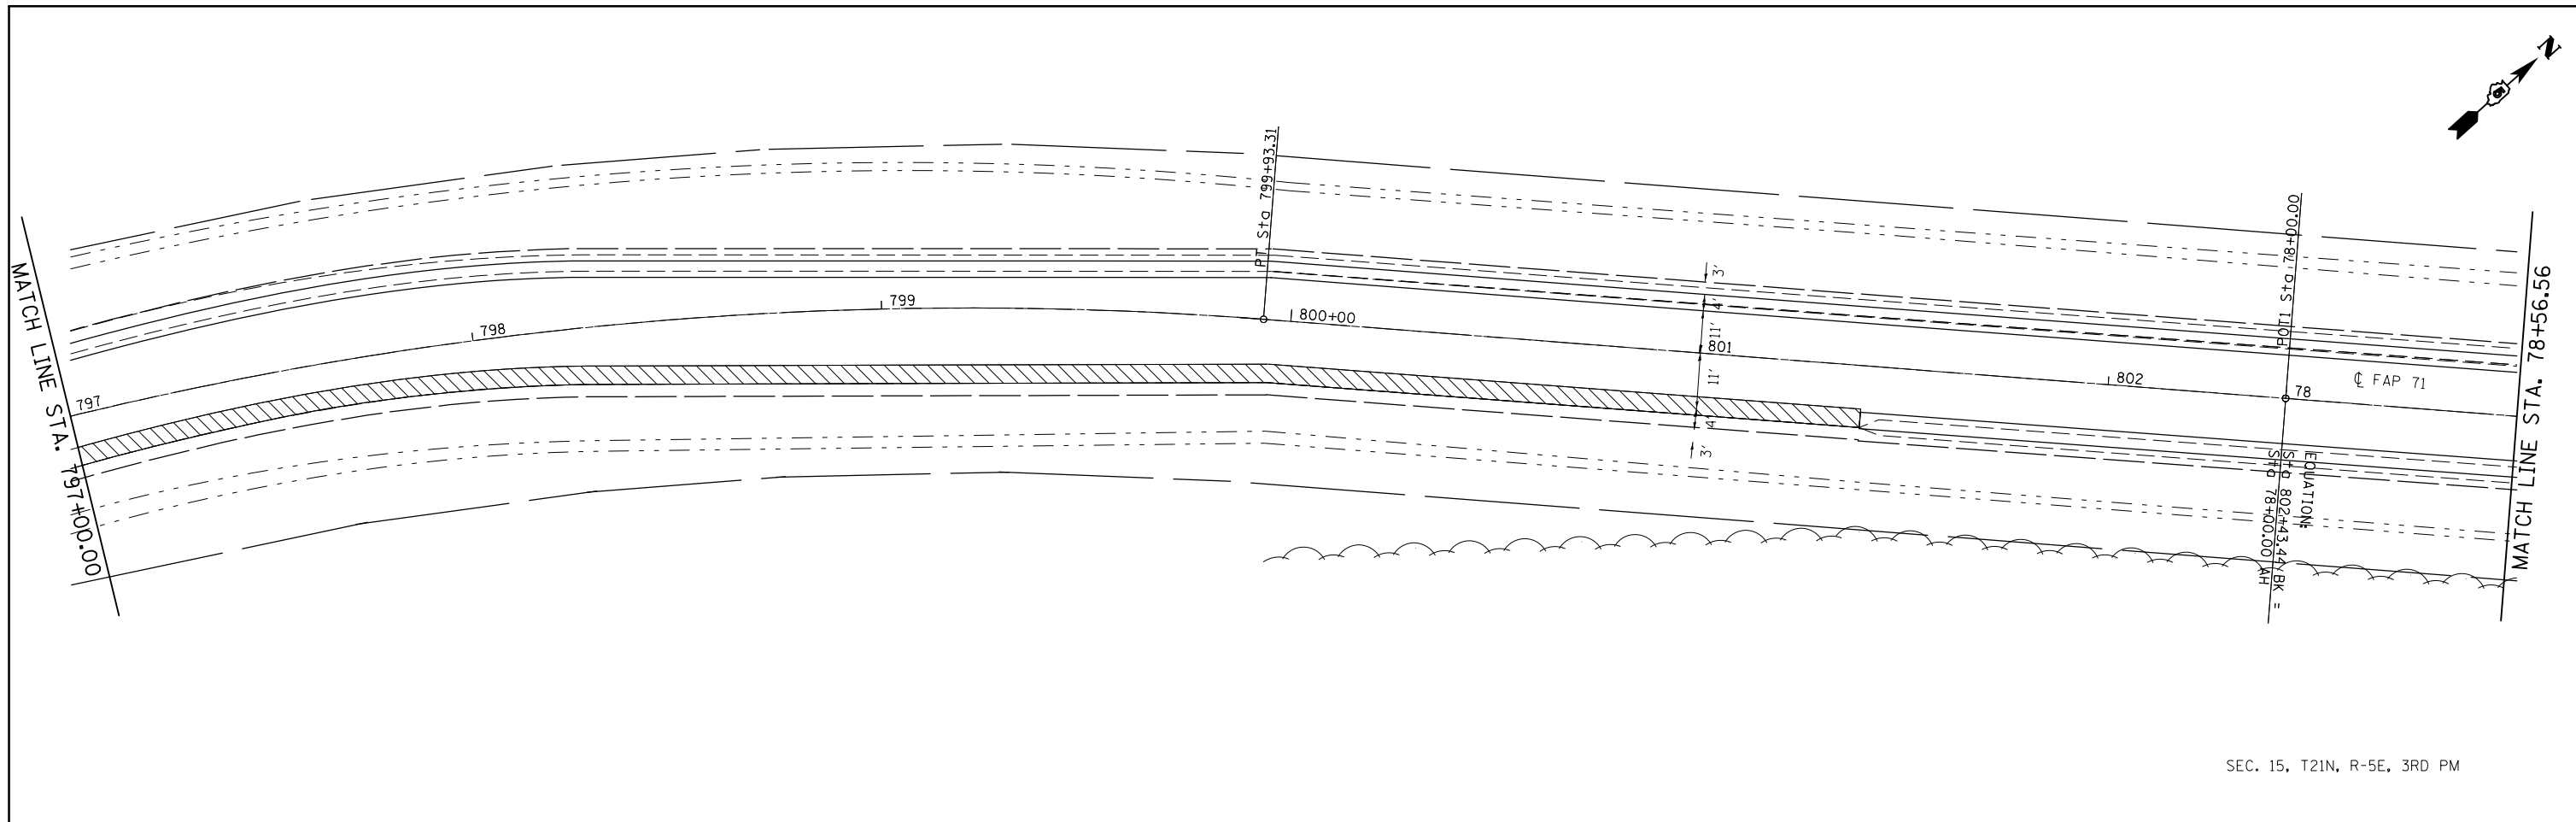 N
MATCH LINE STA. 797+00.00
797
798
799
PT Sta 799+93.31
800+00
3'
4'
11'
801
11'
4'
3'
802
POT1 Sta 78+00.00
78
℄ FAP 71
EQUATION:
Sta 802+43.44 BK =
Sta 78+00.00 AH
MATCH LINE STA. 78+56.56
SEC. 15, T21N, R-5E, 3RD PM